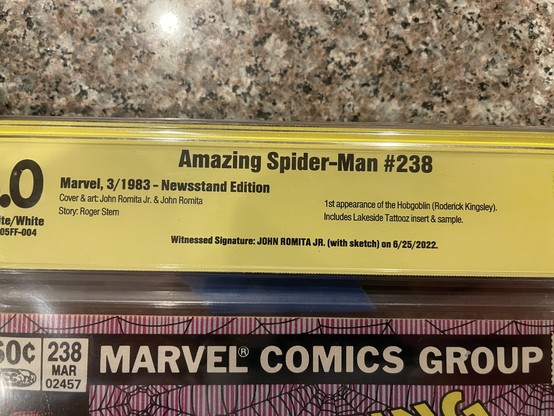 Amazing Spider-Man #238
.0
Marvel, 3/1983 - Newsstand Edition
Cover & art: John Romita Jr. & John Romita
Story: Roger Stern
1st appearance of the Hobgoblin (Roderick Kingsley).
Includes Lakeside Tattooz insert & sample.
ite/White
05FF-004
Witnessed Signature: JOHN ROMITA JR. (with sketch) on 6/25/2022.
60¢
238
MAR
02457
MARVEL® COMICS GROUP